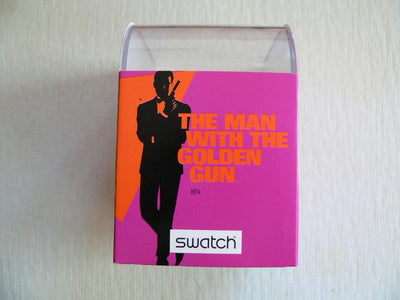 THE MAN
WITH THE
GOLDEN
GUN
1974
swatch